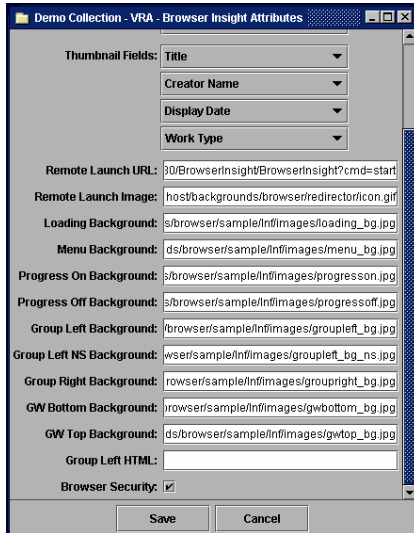 Demo Collection - VRA - Browser Insight Attributes
Thumbnail Fields: Title
Creator Name
Display Date
Work Type
Remote Launch URL: 30/BrowserInsight/BrowserInsight?cmd=start
Remote Launch Image: host/backgrounds/browser/redirector/icon.gif
Loading Background: s/browser/sample/Inf/images/loading_bg.jpg
Menu Background: ds/browser/sample/Inf/images/menu_bg.jpg
Progress On Background: s/browser/sample/Inf/images/progresson.jpg
Progress Off Background: s/browser/sample/Inf/images/progressoff.jpg
Group Left Background: /browser/sample/Inf/images/groupleft_bg.jpg
Group Left NS Background: wser/sample/Inf/images/groupleft_bg_ns.jpg
Group Right Background: rowser/sample/Inf/images/groupright_bg.jpg
GW Bottom Background: browser/sample/Inf/images/gwbottom_bg.jpg
GW Top Background: ds/browser/sample/Inf/images/gwtop_bg.jpg
Group Left HTML:
Browser Security:
Save Cancel